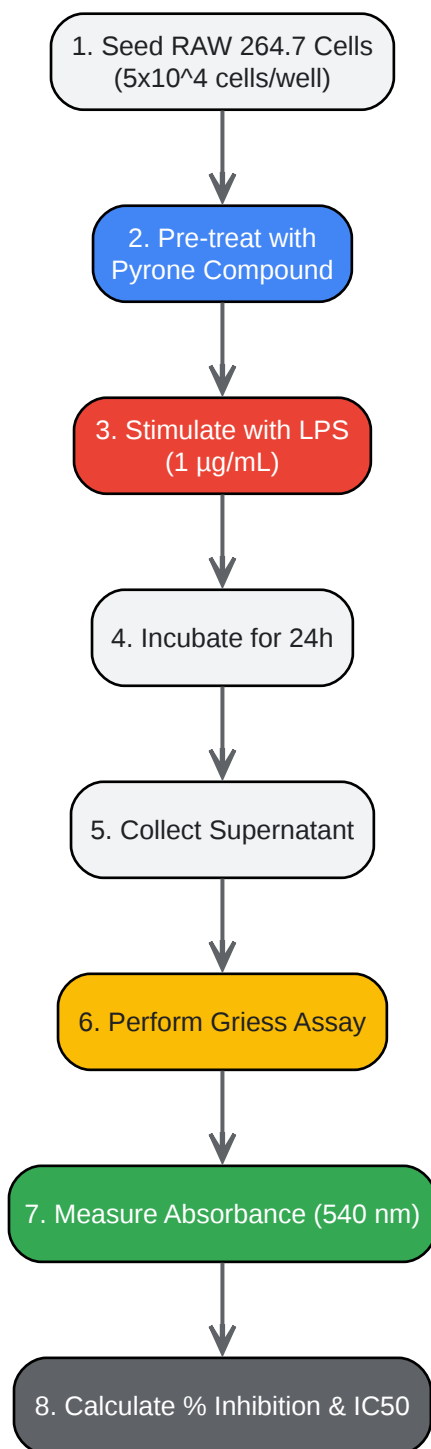 1. Seed RAW 264.7 Cells
(5x10^4 cells/well)
2. Pre-treat with
Pyrone Compound
3. Stimulate with LPS
(1 µg/mL)
4. Incubate for 24h
5. Collect Supernatant
6. Perform Griess Assay
7. Measure Absorbance (540 nm)
8. Calculate % Inhibition & IC50